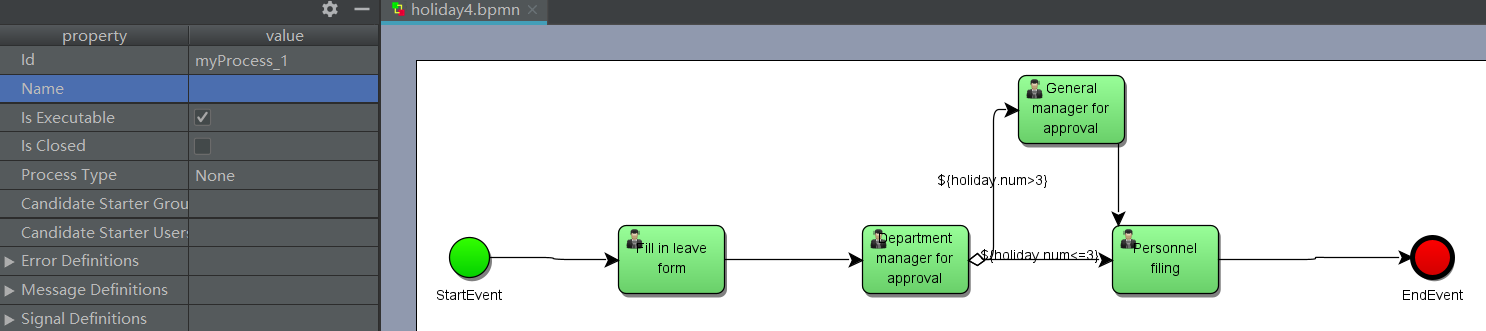 holiday4.bpmn
property value
Id myProcess_1
Name
Is Executable
Is Closed
Process Type None
Candidate Starter Grou
Candidate Starter User
Error Definitions
Message Definitions
Signal Definitions
General
manager for
approval
${holiday.num>3}
StartEvent
Fill in leave
form
Department
manager for
approval
${holiday.num<=3}
Personnel
filing
EndEvent